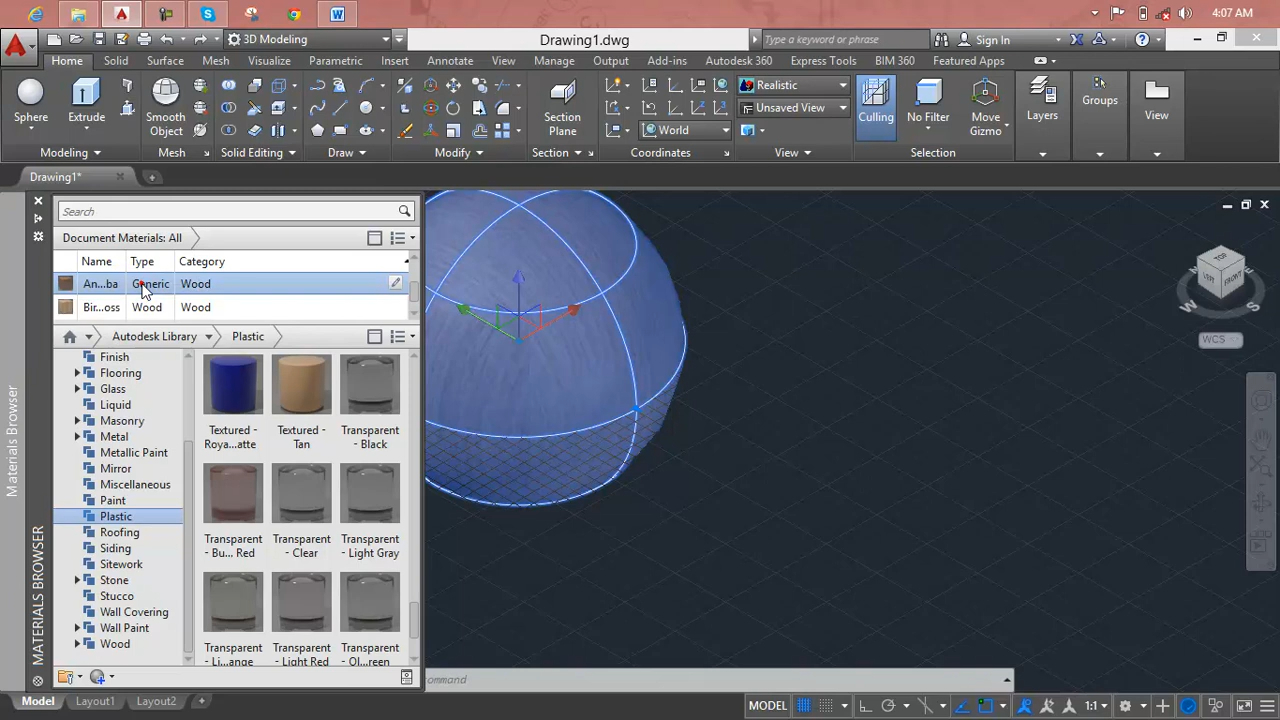 4:07 AM
3D Modeling
Drawing1.dwg
Type a keyword or phrase
Sign In
Home Solid Surface Mesh Visualize Parametric Insert Annotate View Manage Output Add-ins Autodesk 360 Express Tools BIM 360 Featured Apps
Realistic
Unsaved View
World
Sphere
Extrude
Smooth Object
Section Plane
Culling
No Filter
Move Gizmo
Layers
Groups
View
Modeling
Mesh
Solid Editing
Draw
Modify
Section
Coordinates
View
Selection
Drawing1*
Search
Document Materials: All
Name Type Category
An...ba Generic Wood
Bir...oss Wood Wood
Autodesk Library Plastic
Finish
Flooring
Glass
Liquid
Masonry
Metal
Metallic Paint
Mirror
Miscellaneous
Paint
Plastic
Roofing
Siding
Sitework
Stone
Stucco
Wall Covering
Wall Paint
Wood
Textured - Roya...atte
Textured - Tan
Transparent - Black
Transparent - Bu... Red
Transparent - Clear
Transparent - Light Gray
Transparent - Li...ange
Transparent - Light Red
Transparent - Ol...reen
Materials Browser
MATERIALS BROWSER
TOP
LEFT
FRONT
W
S
WCS
ommand
Model Layout1 Layout2
MODEL
1:1